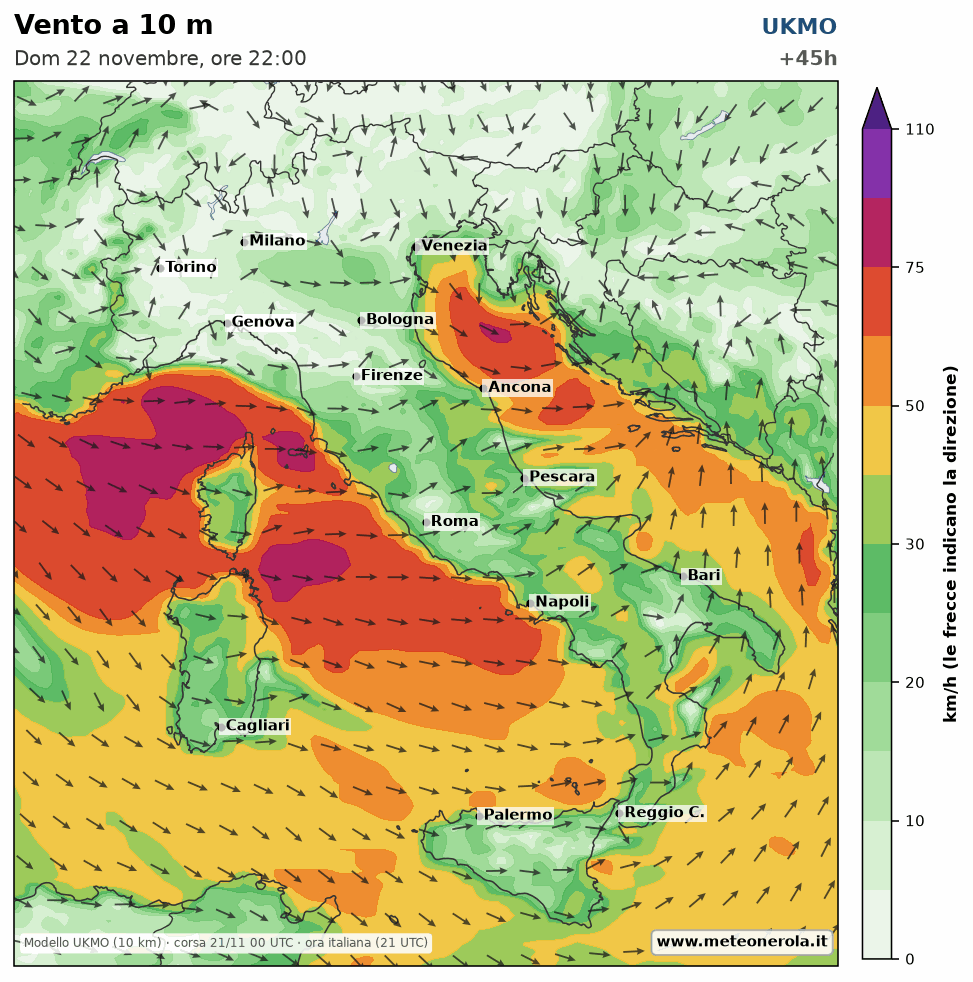 Vento a 10 m
UKMO
Dom 22 novembre, ore 22:00
+45h
110
Milano
Venezia
Torino
75
Genova
Bologna
Firenze
Ancona
50
Pescara
Roma
30
Bari
Napoli
20
Cagliari
Palermo
Reggio C.
10
km/h (le frecce indicano la direzione)
Modello UKMO (10 km) · corsa 21/11 00 UTC · ora italiana (21 UTC)
www.meteonerola.it
0